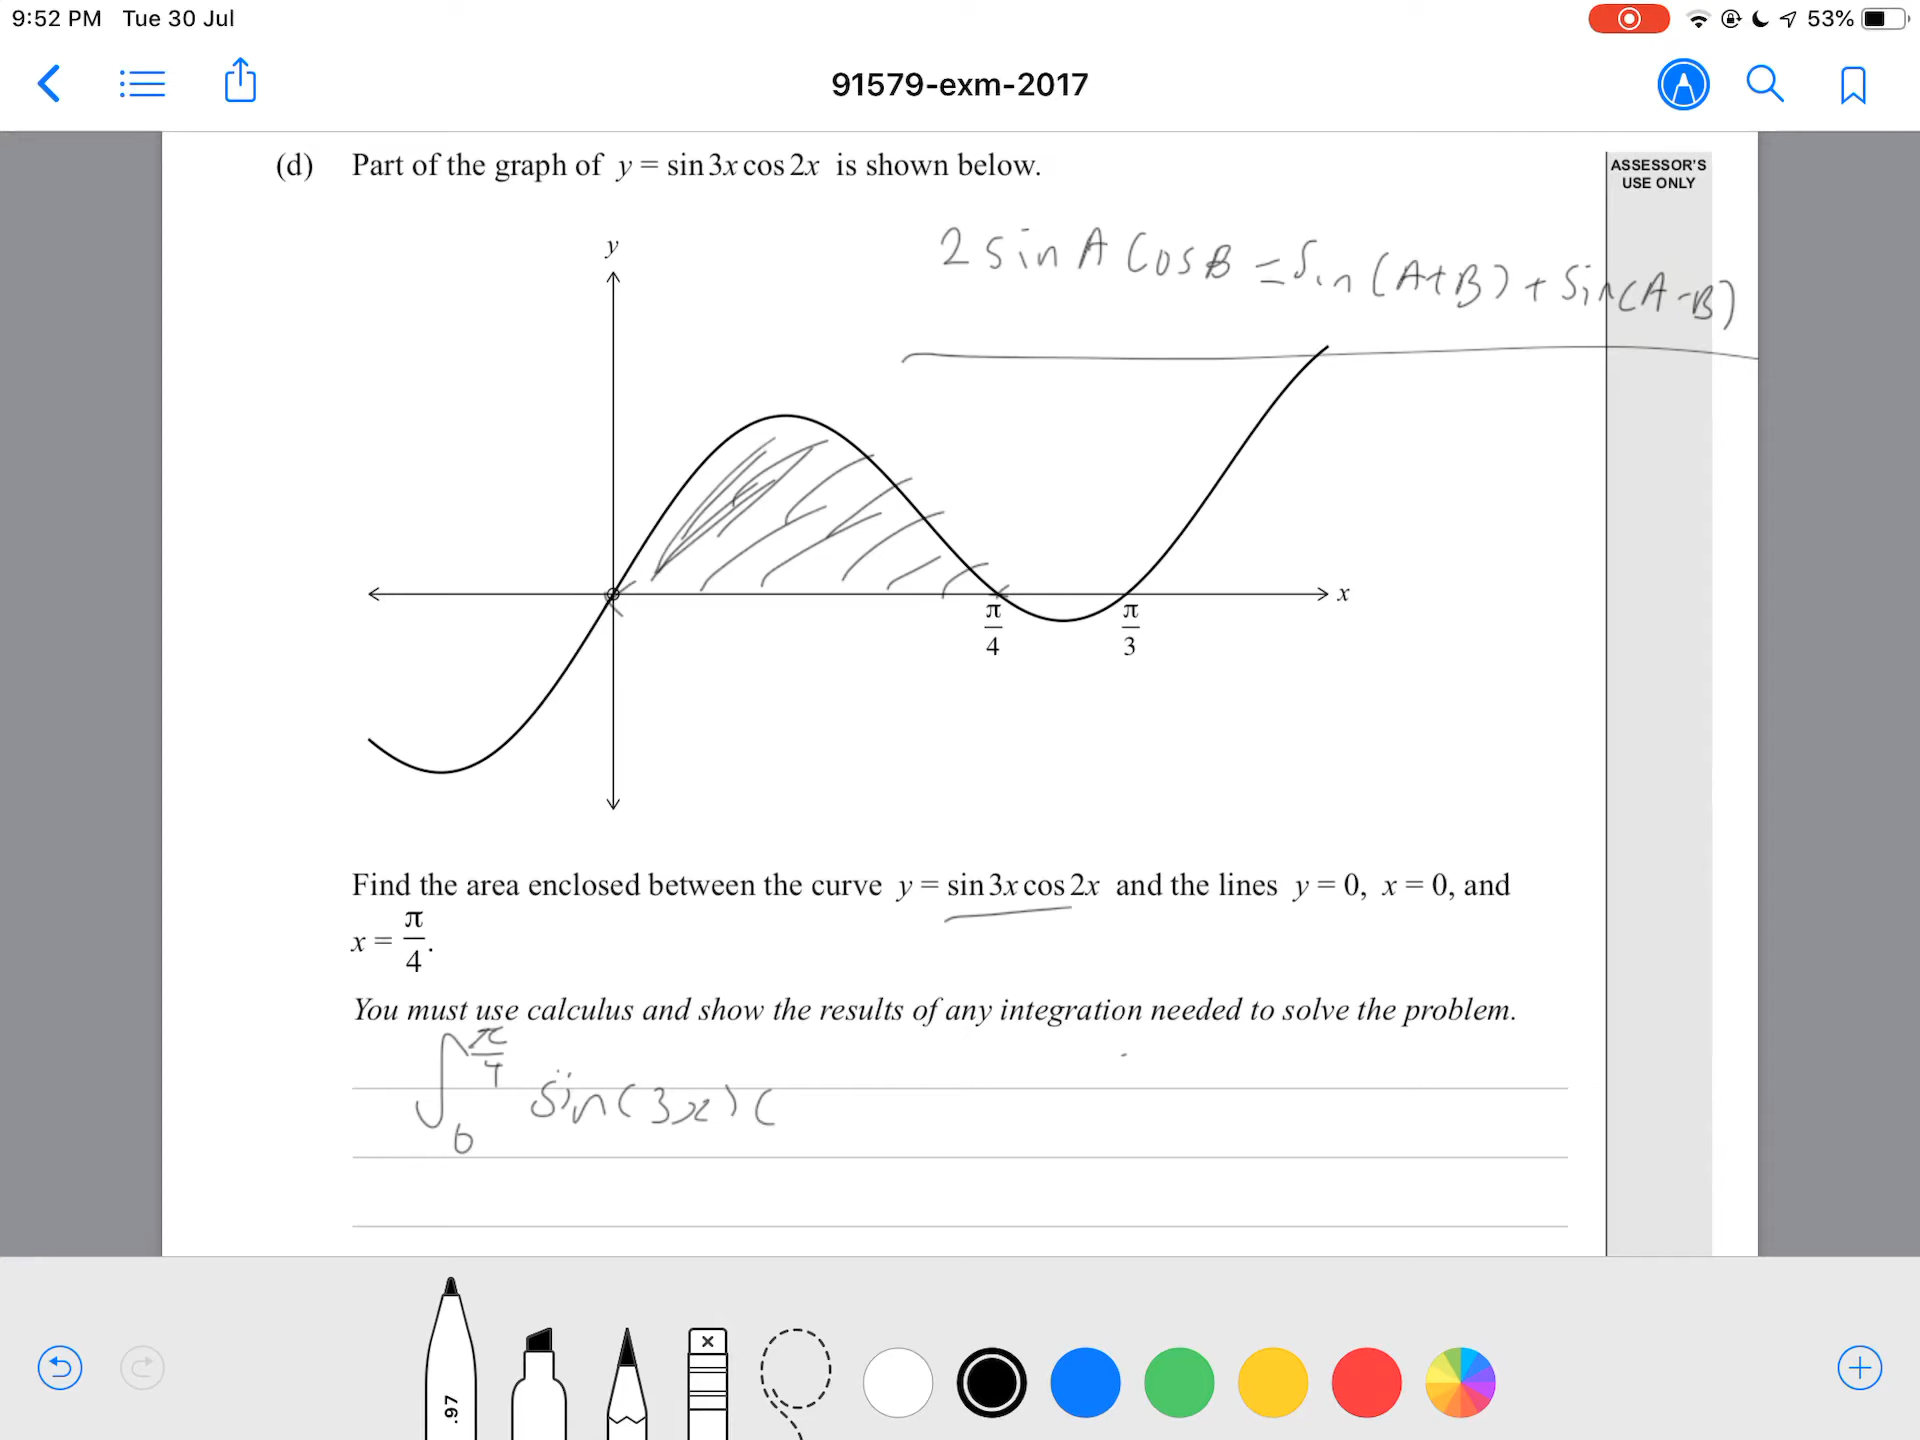 9:52 PM Tue 30 Jul
53%
91579-exm-2017
(d) Part of the graph of y = sin 3x cos 2x is shown below.
ASSESSOR'S
USE ONLY
2 sin A Cos B = Sin (A+B) + Sin(A-B)
y
x
π/4
π/3
Find the area enclosed between the curve y = sin 3x cos 2x and the lines y = 0, x = 0, and
x = π/4.
You must use calculus and show the results of any integration needed to solve the problem.
∫₀^(π/4) sin(3x) (
.97